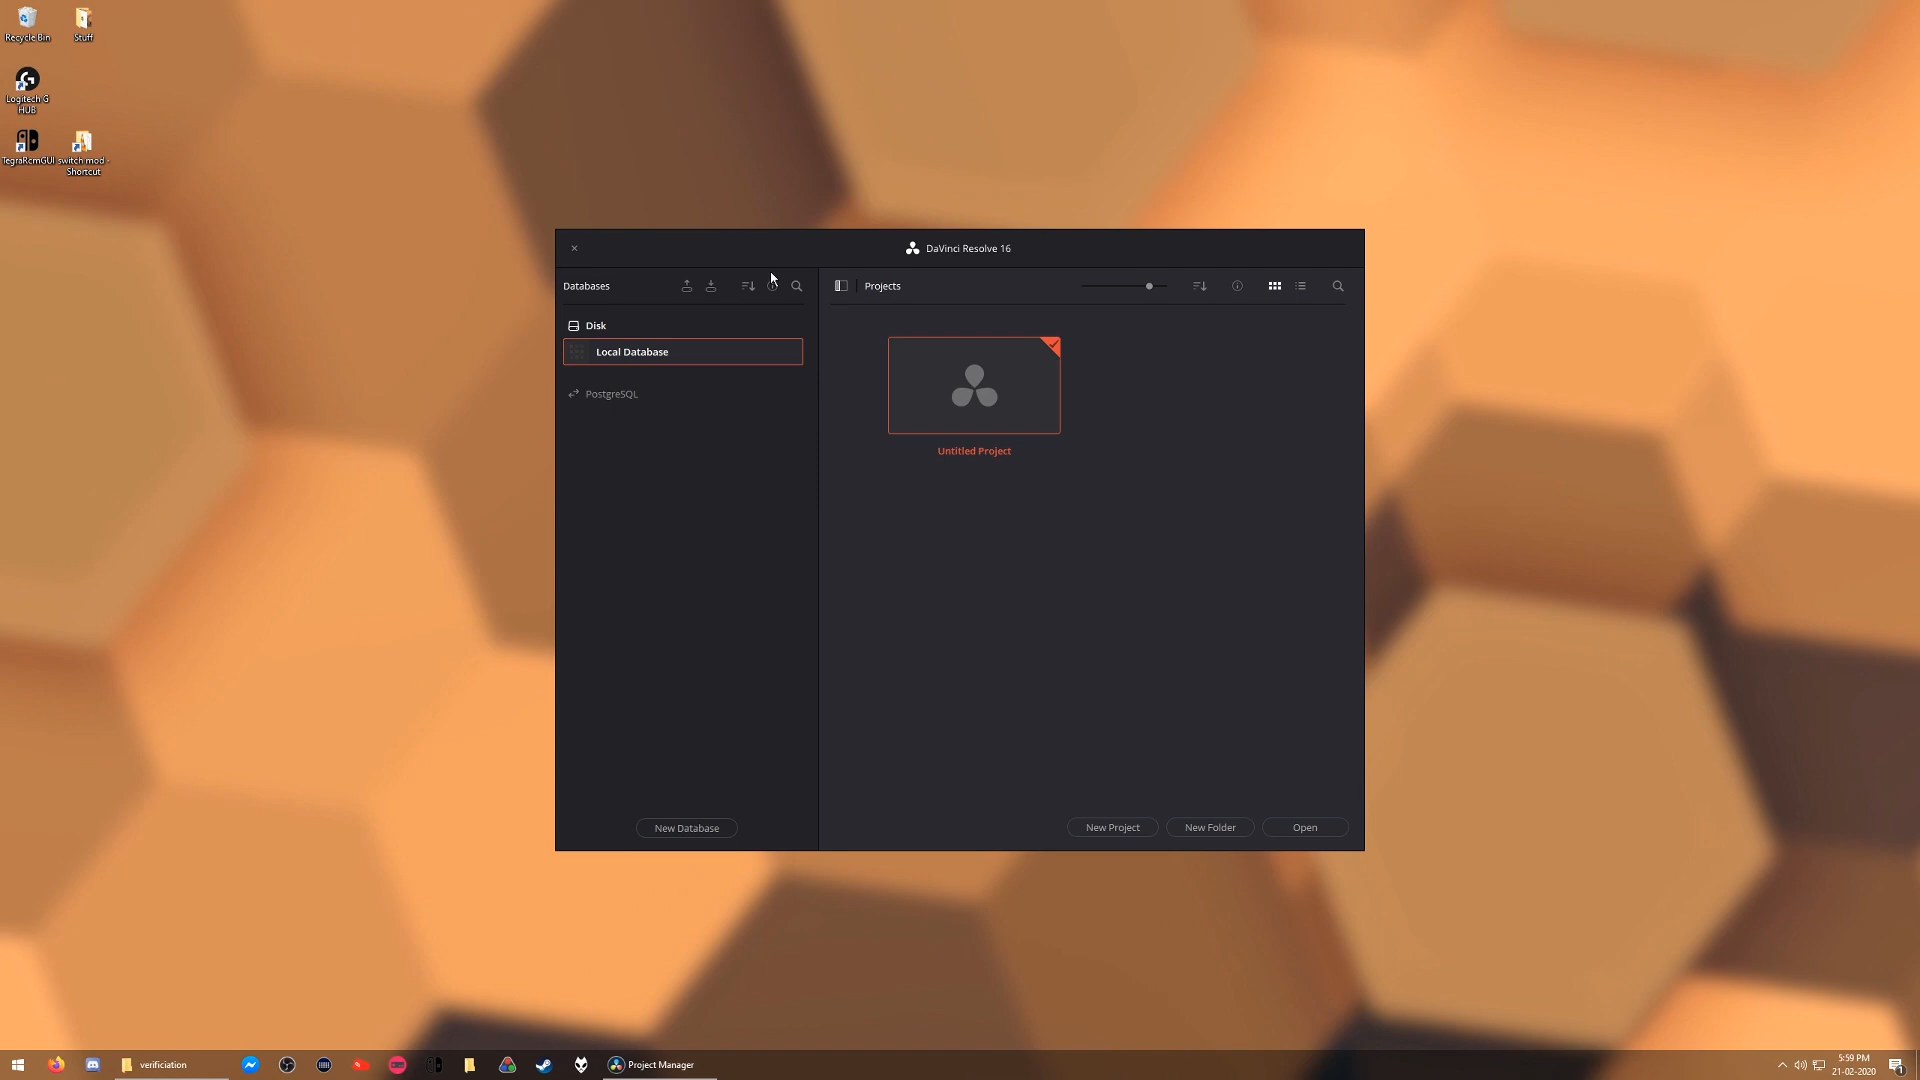 Recycle Bin
Stuff
Logitech G
HUB
TegraRcmGUI
switch mod -
Shortcut
DaVinci Resolve 16
Databases
Projects
Disk
Local Database
PostgreSQL
Untitled Project
New Database
New Project
New Folder
Open
verificiation
Project Manager
5:59 PM
21-02-2020
1